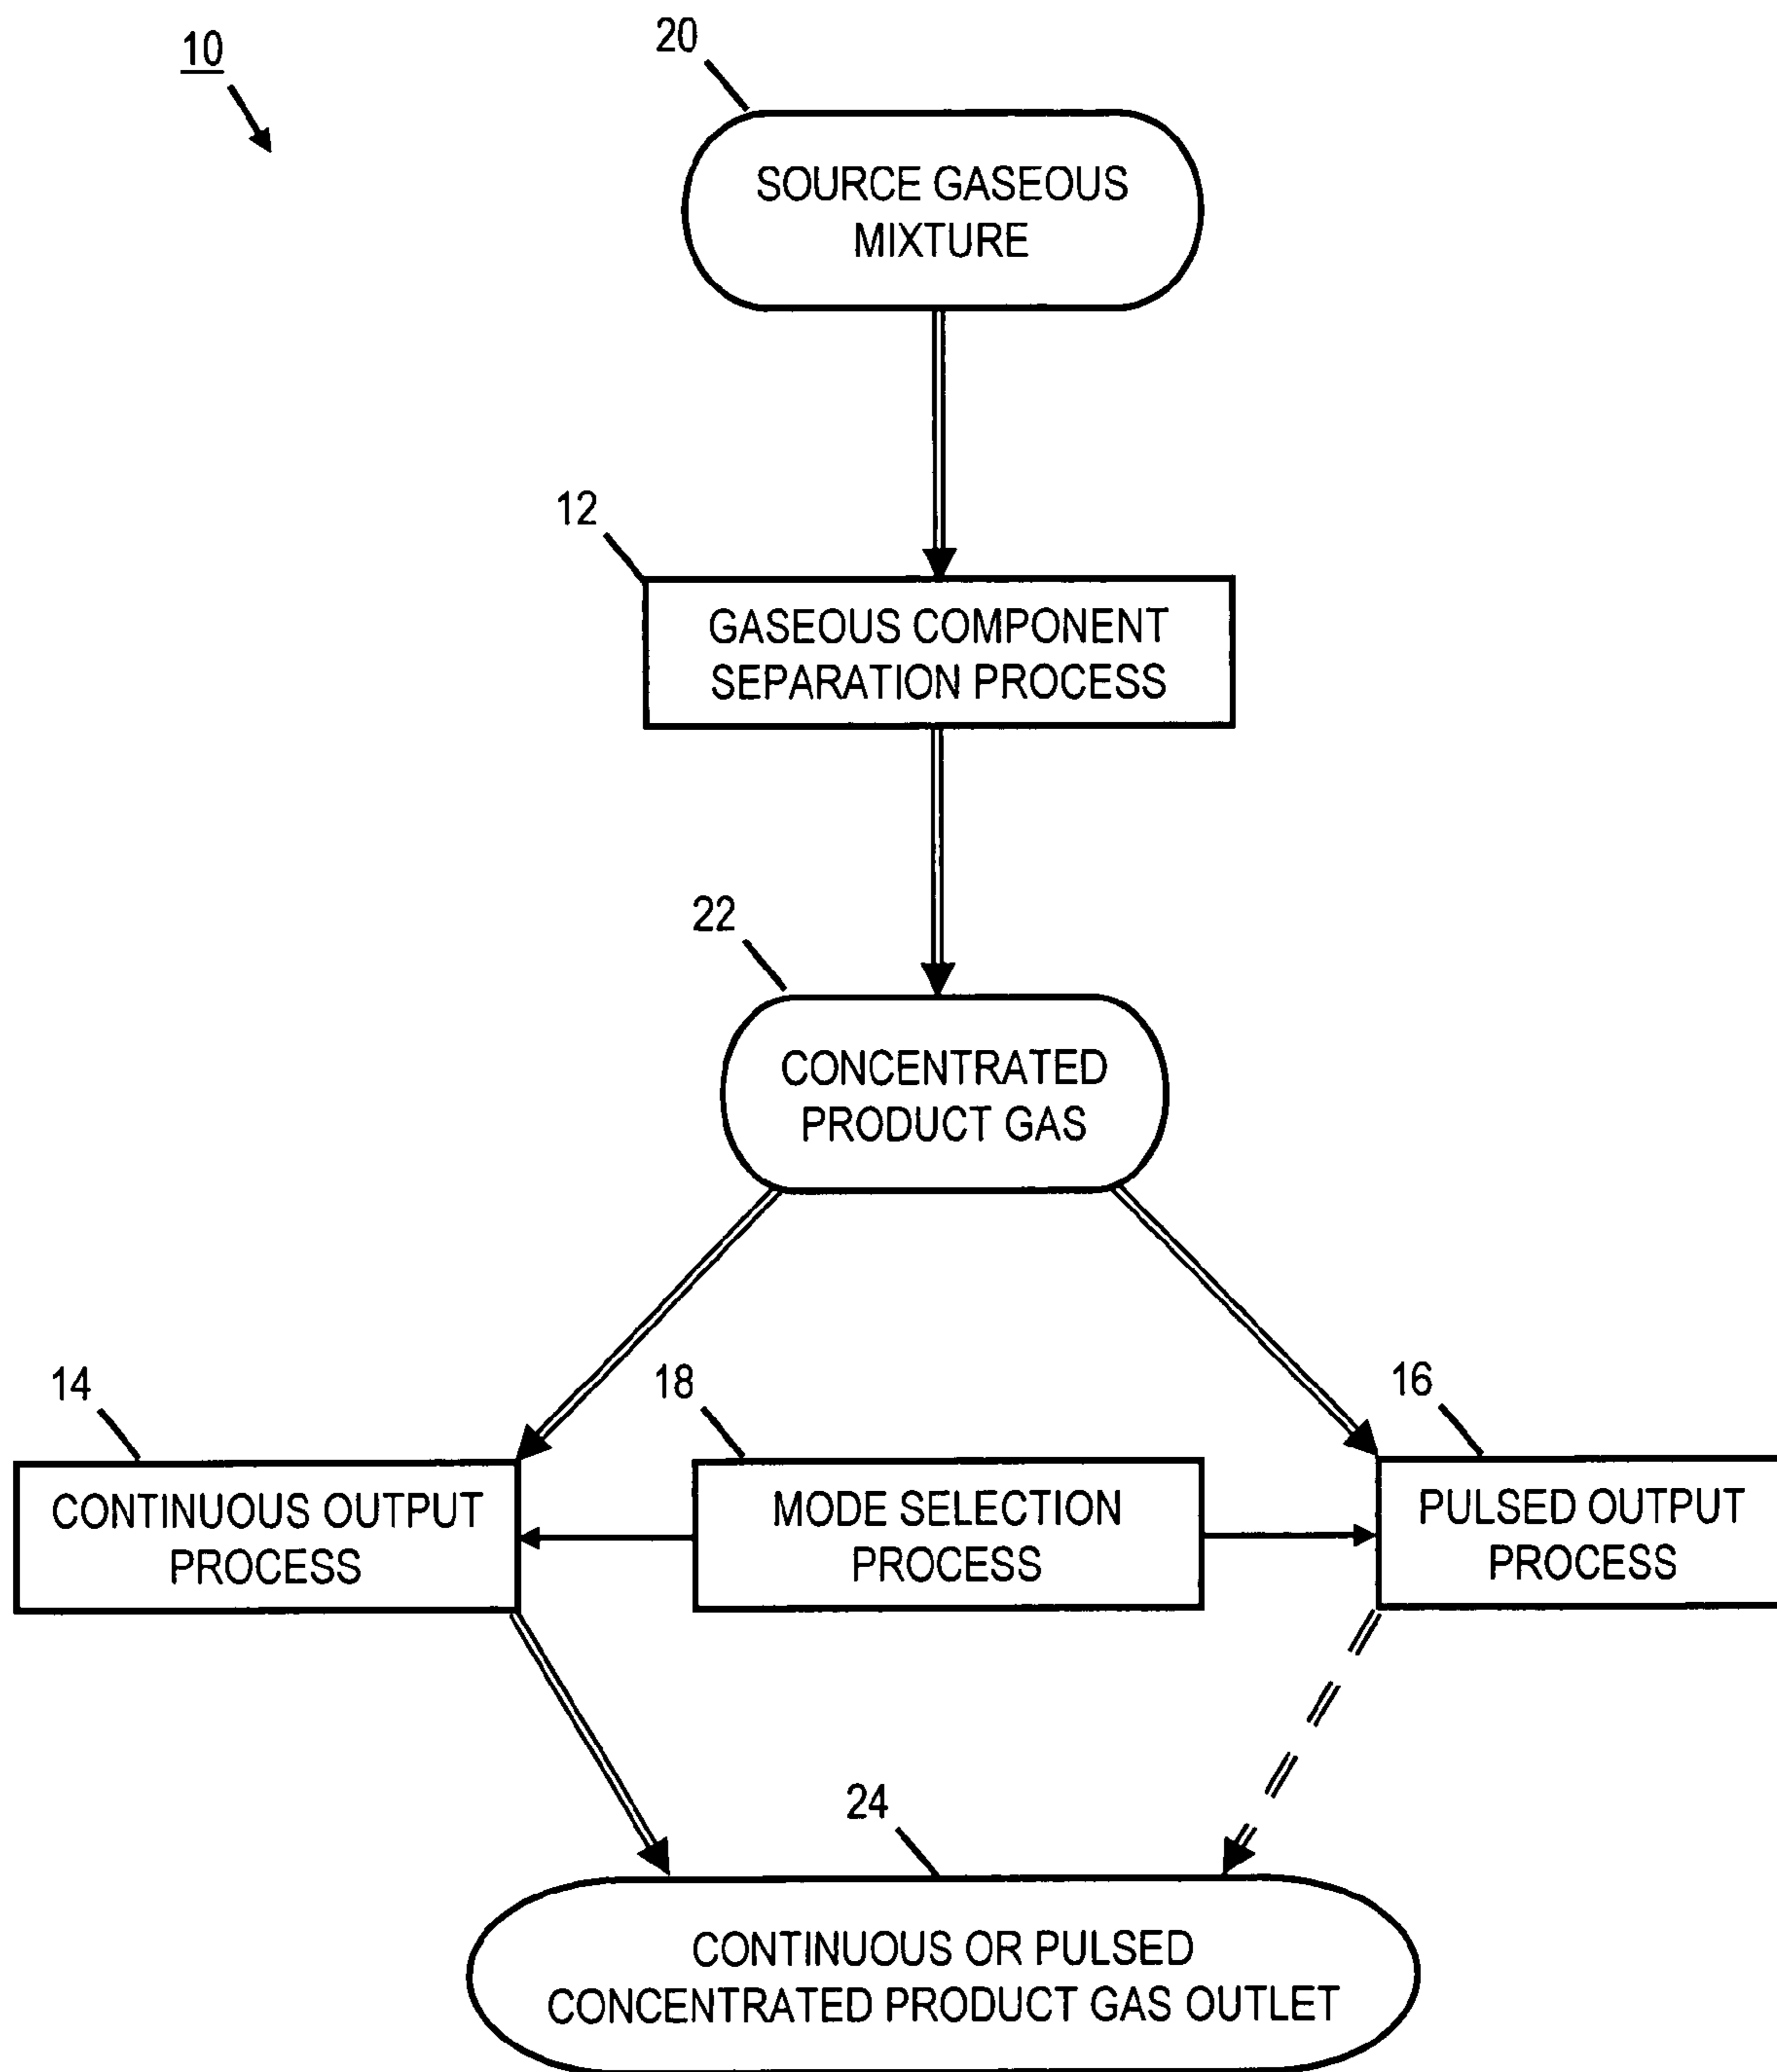 10
20
SOURCE GASEOUS
MIXTURE
12
GASEOUS COMPONENT
SEPARATION PROCESS
22
CONCENTRATED
PRODUCT GAS
14
18
16
CONTINUOUS OUTPUT
PROCESS
MODE SELECTION
PROCESS
PULSED OUTPUT
PROCESS
24
CONTINUOUS OR PULSED
CONCENTRATED PRODUCT GAS OUTLET